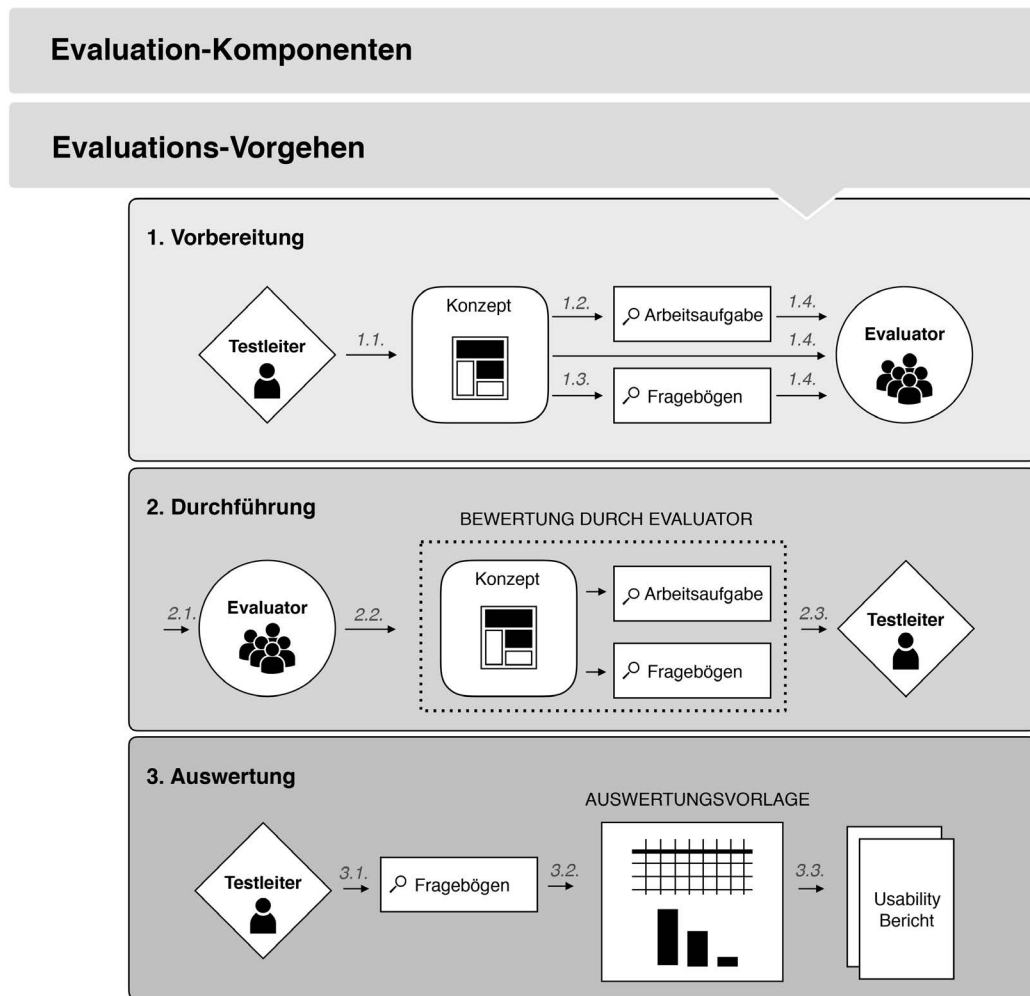 Evaluation-Komponenten
Evaluations-Vorgehen
1. Vorbereitung
Testleiter
1.1.
Konzept
1.2.
Arbeitsaufgabe
1.4.
1.4.
1.3.
Fragebögen
1.4.
Evaluator
2. Durchführung
BEWERTUNG DURCH EVALUATOR
2.1.
Evaluator
2.2.
Konzept
Arbeitsaufgabe
Fragebögen
2.3.
Testleiter
3. Auswertung
AUSWERTUNGSVORLAGE
Testleiter
3.1.
Fragebögen
3.2.
3.3.
Usability
Bericht